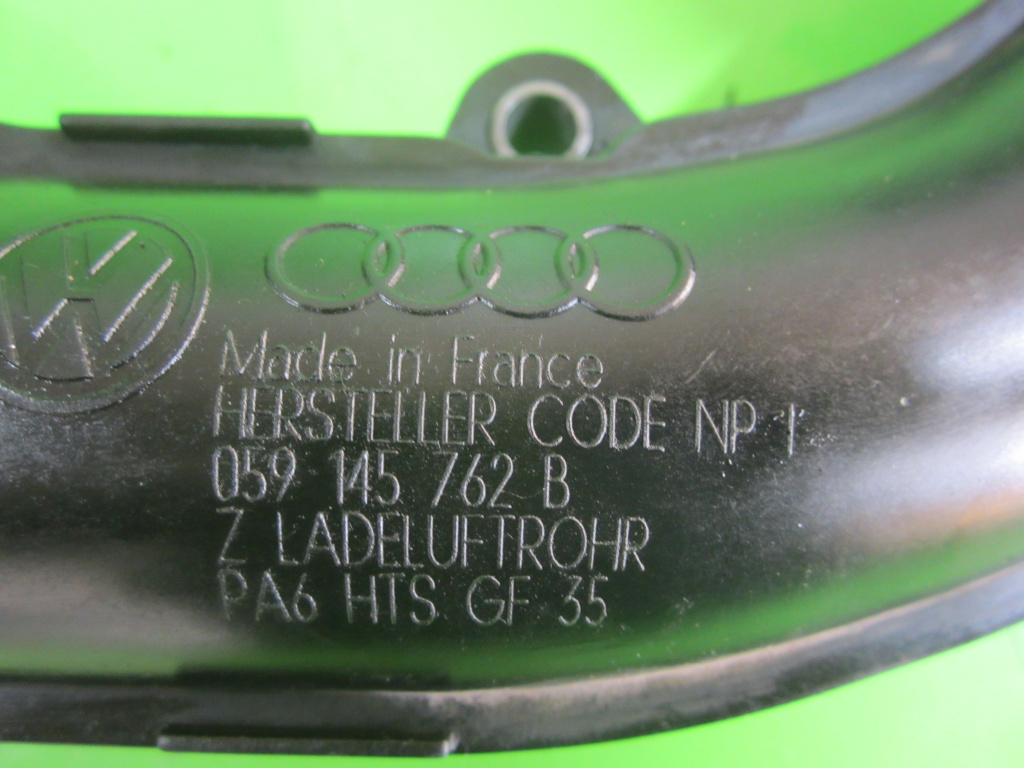 Made in France
HERSTELLER CODE NP 1
059 145 762 B
Z LADELUFTROHR
PA6 HTS GF 35